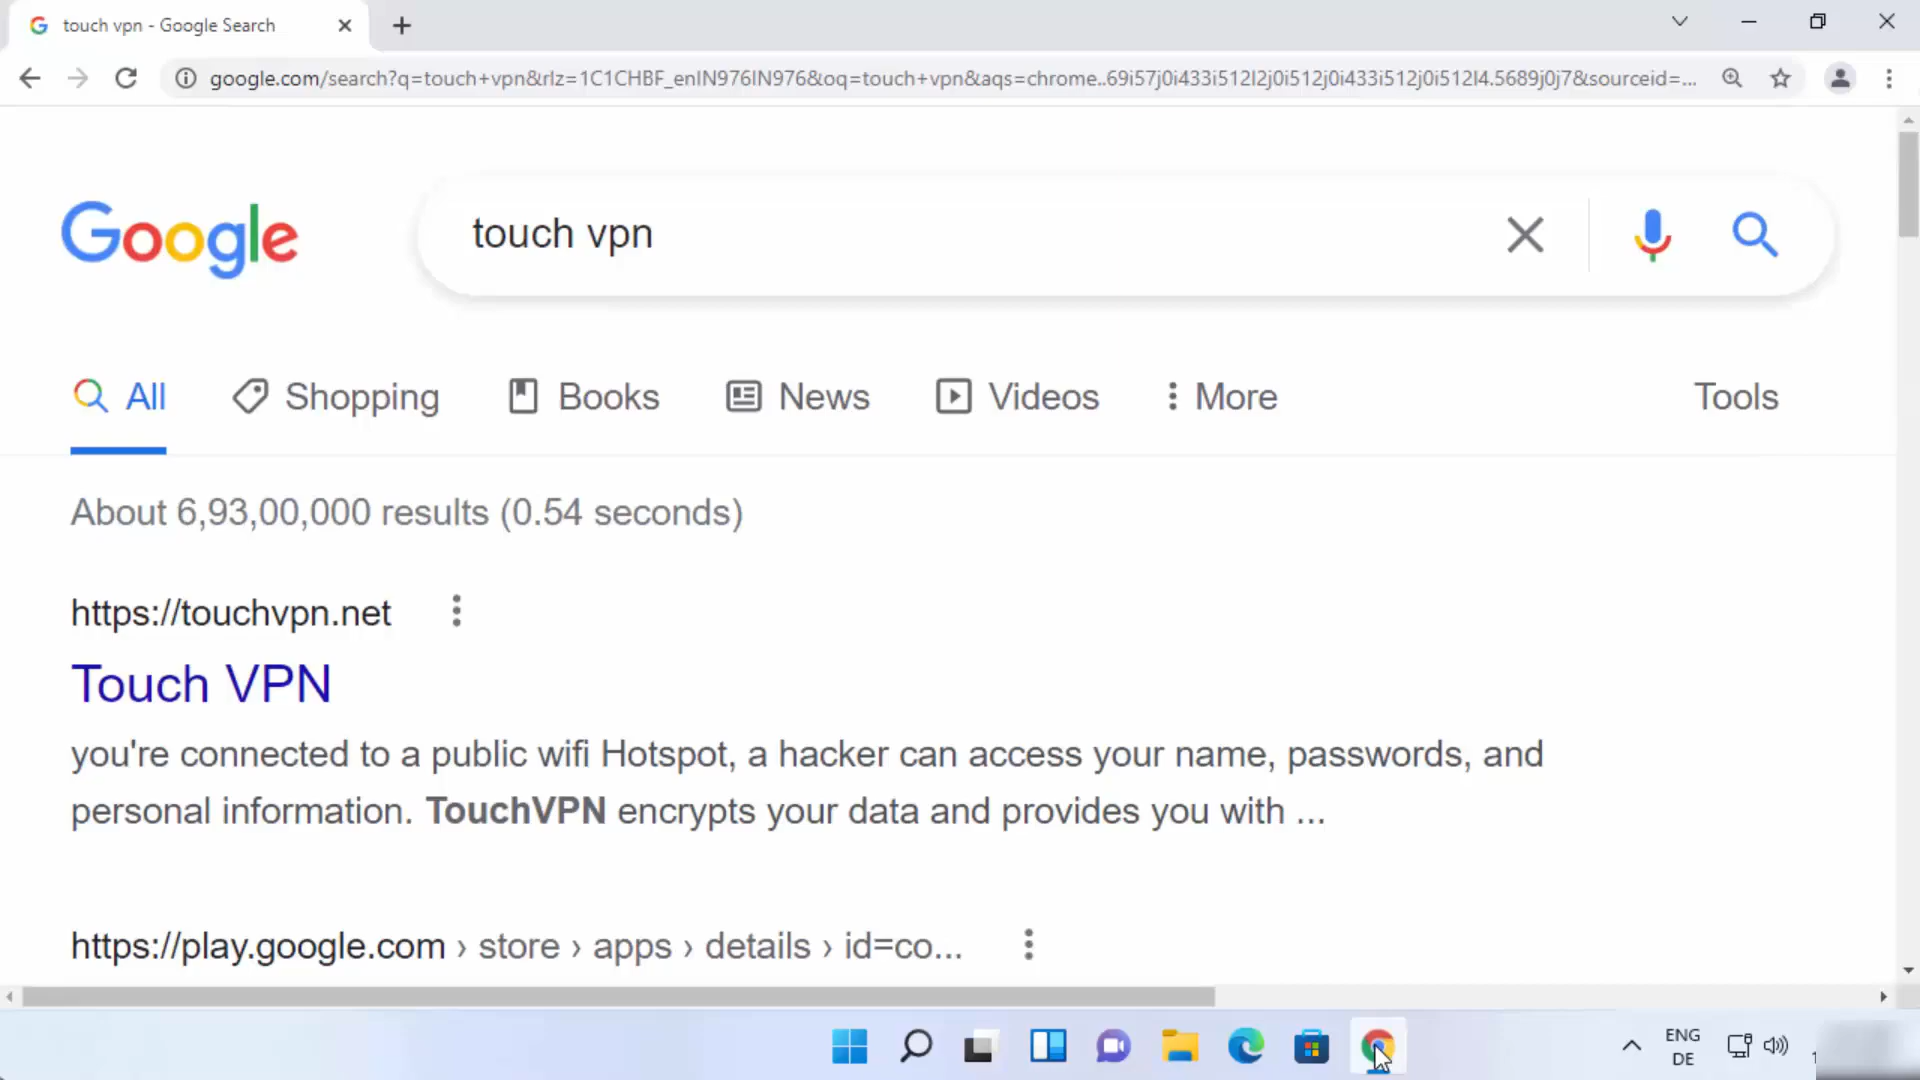 touch vpn - Google Search
google.com/search?q=touch+vpn&rlz=1C1CHBF_enIN976IN976&oq=touch+vpn&aqs=chrome..69i57j0i433i512l2j0i512j0i433i512j0i512l4.5689j0j7&sourceid=...
Google
touch vpn
All Shopping Books News Videos More Tools
About 6,93,00,000 results (0.54 seconds)
https://touchvpn.net
Touch VPN
you're connected to a public wifi Hotspot, a hacker can access your name, passwords, and
personal information. TouchVPN encrypts your data and provides you with ...
https://play.google.com › store › apps › details › id=co...
ENG
DE